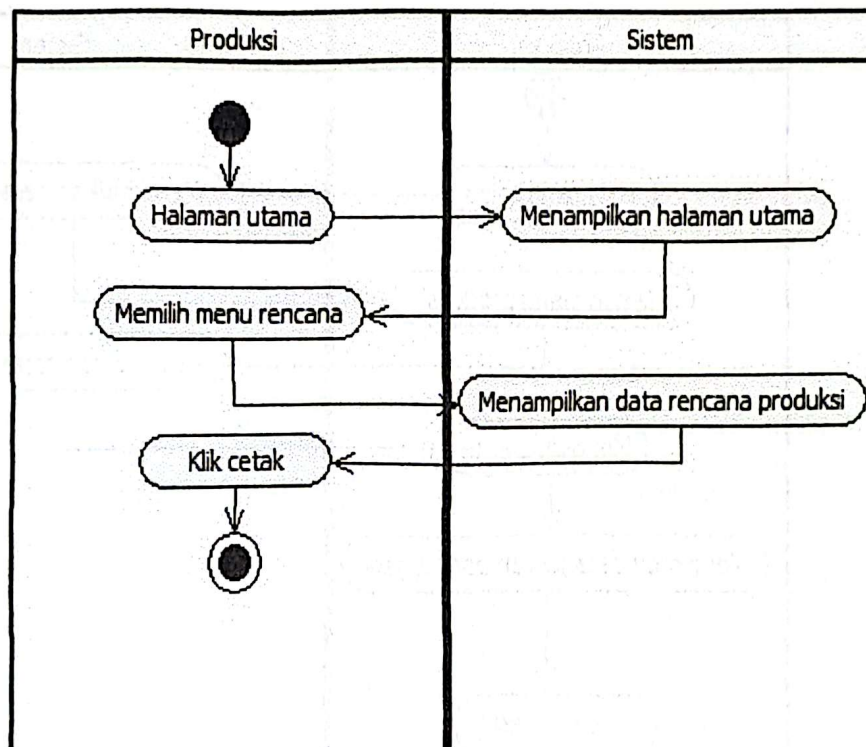 Produksi
Sistem
Halaman utama
Menampilkan halaman utama
Memilih menu rencana
Menampilkan data rencana produksi
Klik cetak